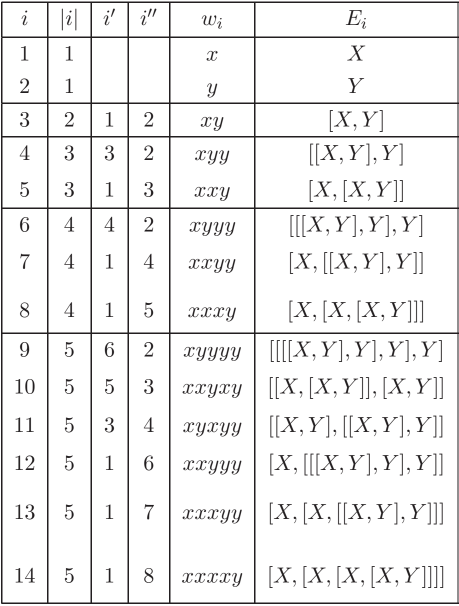 i |i| i′ i″ w_i E_i
1 1 x X
2 1 y Y
3 2 1 2 xy [X, Y]
4 3 3 2 xyy [[X, Y], Y]
5 3 1 3 xxy [X, [X, Y]]
6 4 4 2 xyyy [[[X, Y], Y], Y]
7 4 1 4 xxyy [X, [[X, Y], Y]]
8 4 1 5 xxxy [X, [X, [X, Y]]]
9 5 6 2 xyyyy [[[[X, Y], Y], Y], Y]
10 5 5 3 xxyxy [[X, [X, Y]], [X, Y]]
11 5 3 4 xyxyy [[X, Y], [[X, Y], Y]]
12 5 1 6 xxyyy [X, [[[X, Y], Y], Y]]
13 5 1 7 xxxyy [X, [X, [[X, Y], Y]]]
14 5 1 8 xxxxy [X, [X, [X, [X, Y]]]]